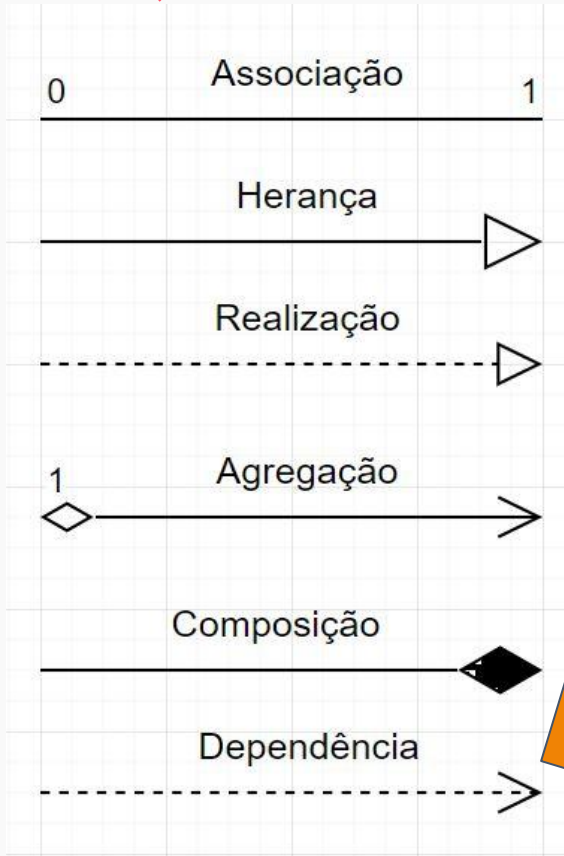 Associação
0 1
Herança
Realização
Agregação
1
Composição
Dependência